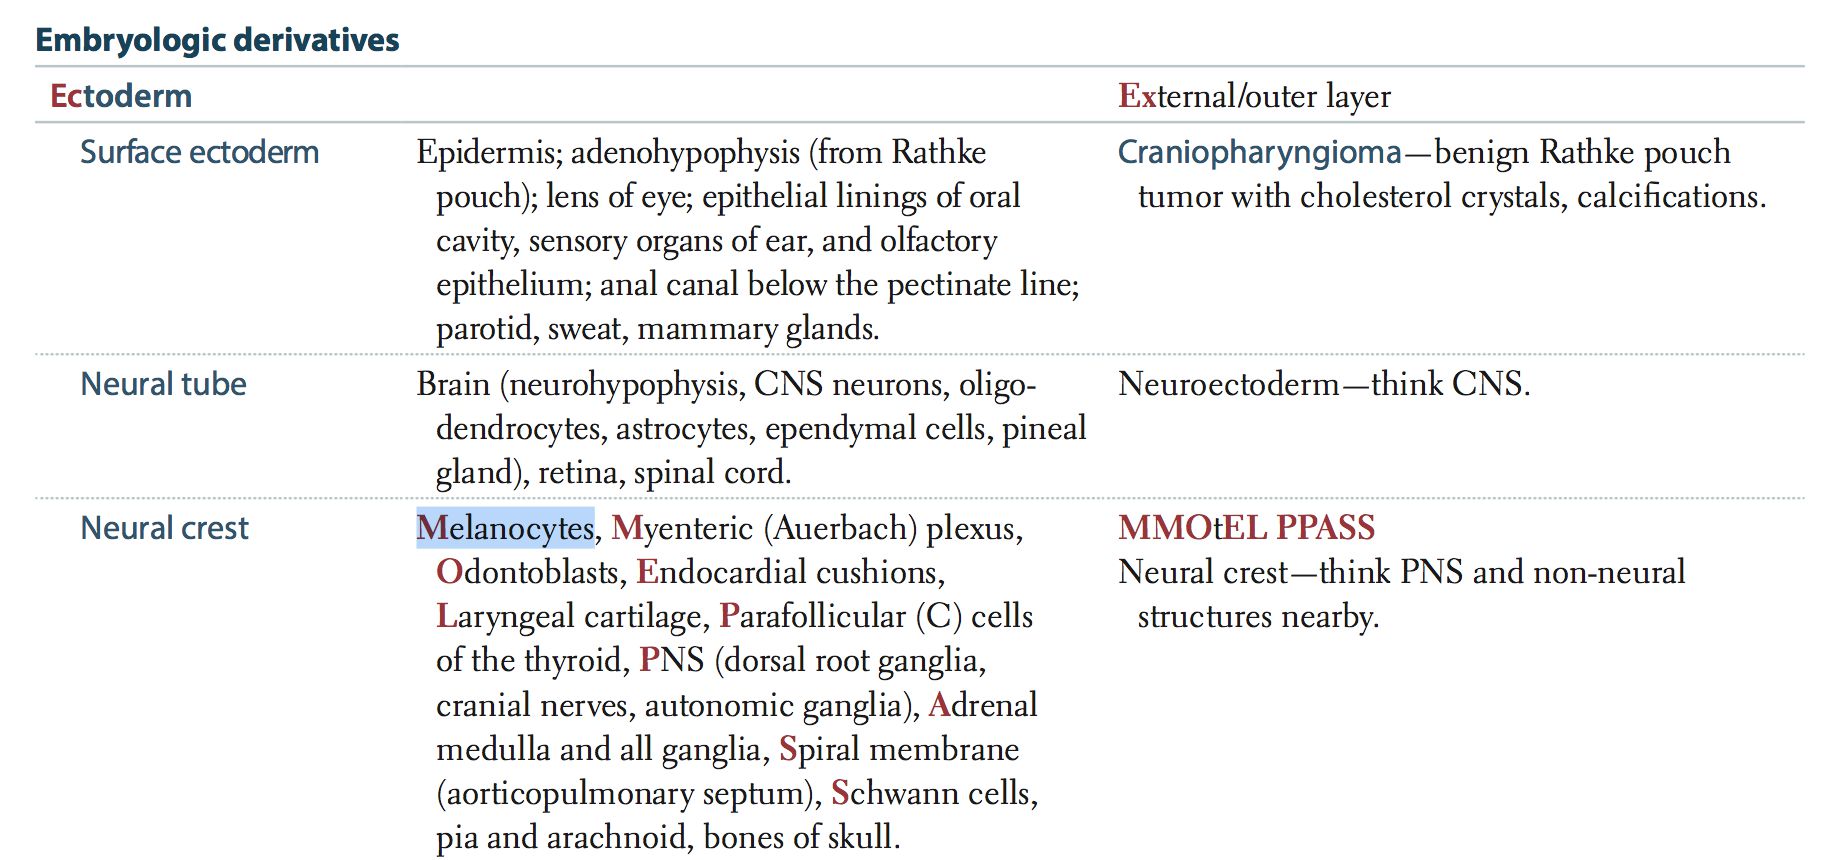 Embryologic derivatives
Ectoderm External/outer layer
Surface ectoderm
Epidermis; adenohypophysis (from Rathke
pouch); lens of eye; epithelial linings of oral
cavity, sensory organs of ear, and olfactory
epithelium; anal canal below the pectinate line;
parotid, sweat, mammary glands.
Craniopharyngioma—benign Rathke pouch
tumor with cholesterol crystals, calcifications.
Neural tube
Brain (neurohypophysis, CNS neurons, oligo-
dendrocytes, astrocytes, ependymal cells, pineal
gland), retina, spinal cord.
Neuroectoderm—think CNS.
Neural crest
Melanocytes, Myenteric (Auerbach) plexus,
Odontoblasts, Endocardial cushions,
Laryngeal cartilage, Parafollicular (C) cells
of the thyroid, PNS (dorsal root ganglia,
cranial nerves, autonomic ganglia), Adrenal
medulla and all ganglia, Spiral membrane
(aorticopulmonary septum), Schwann cells,
pia and arachnoid, bones of skull.
MMOtEL PPASS
Neural crest—think PNS and non-neural
structures nearby.